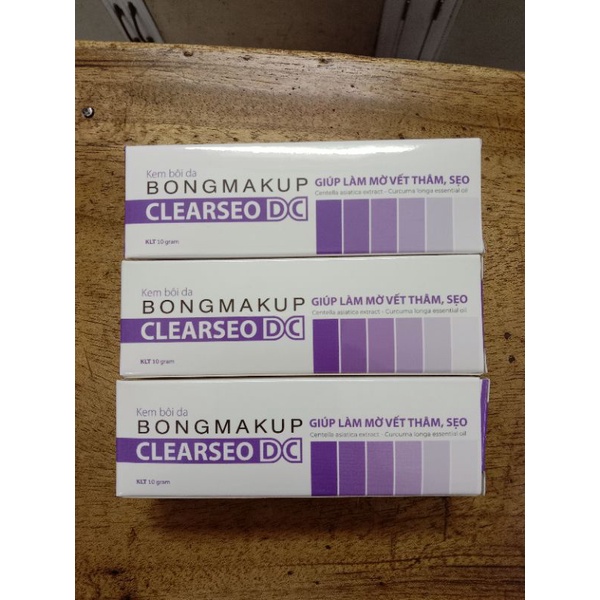 Kem bôi da
BONGMAKUP
CLEARSEO DC
KLT 10 gram
GIÚP LÀM MỜ VẾT THÂM, SẸO
Centella asiatica extract - Curcuma longa essential oil
Kem bôi da
BONGMAKUP
CLEARSEO DC
KLT 10 gram
GIÚP LÀM MỜ VẾT THÂM, SẸO
Centella asiatica extract - Curcuma longa essential oil
Kem bôi da
BONGMAKUP
CLEARSEO DC
KLT 10 gram
GIÚP LÀM MỜ VẾT THÂM, SẸO
Centella asiatica extract - Curcuma longa essential oil